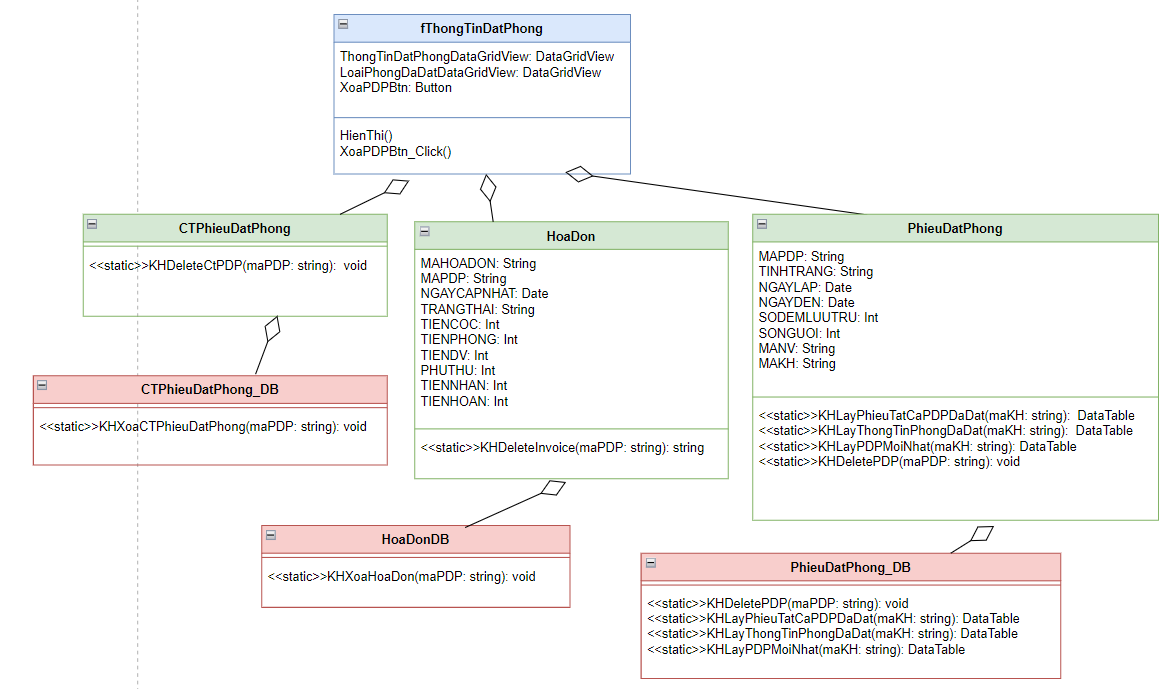 fThongTinDatPhong
ThongTinDatPhongDataGridView: DataGridView
LoaiPhongDaDatDataGridView: DataGridView
XoaPDPBtn: Button
HienThi()
XoaPDPBtn_Click()
CTPhieuDatPhong
<<static>>KHDeleteCtPDP(maPDP: string):  void
HoaDon
MAHOADON: String
MAPDP: String
NGAYCAPNHAT: Date
TRANGTHAI: String
TIENCOC: Int
TIENPHONG: Int
TIENDV: Int
PHUTHU: Int
TIENNHAN: Int
TIENHOAN: Int
<<static>>KHDeleteInvoice(maPDP: string): string
PhieuDatPhong
MAPDP: String
TINHTRANG: String
NGAYLAP: Date
NGAYDEN: Date
SODEMLUUTRU: Int
SONGUOI: Int
MANV: String
MAKH: String
<<static>>KHLayPhieuTatCaPDPDaDat(maKH: string):  DataTable
<<static>>KHLayThongTinPhongDaDat(maKH: string):  DataTable
<<static>>KHLayPDPMoiNhat(maKH: string): DataTable
<<static>>KHDeletePDP(maPDP: string): void
CTPhieuDatPhong_DB
<<static>>KHXoaCTPhieuDatPhong(maPDP: string): void
HoaDonDB
<<static>>KHXoaHoaDon(maPDP: string): void
PhieuDatPhong_DB
<<static>>KHDeletePDP(maPDP: string): void
<<static>>KHLayPhieuTatCaPDPDaDat(maKH: string): DataTable
<<static>>KHLayThongTinPhongDaDat(maKH: string): DataTable
<<static>>KHLayPDPMoiNhat(maKH: string): DataTable